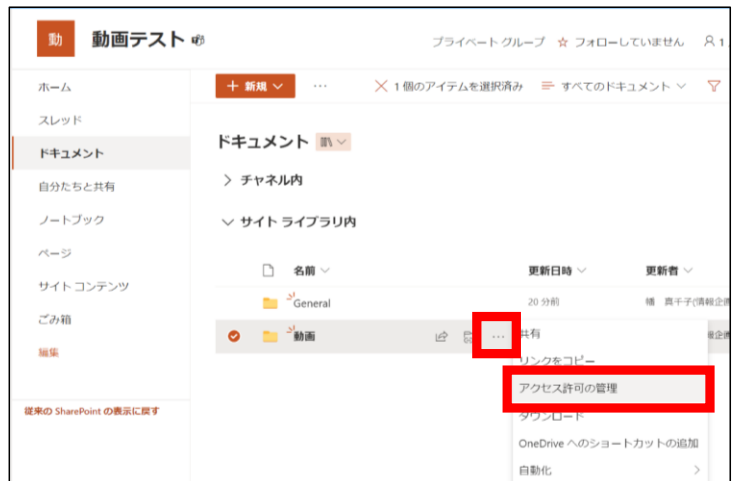 動 動画テスト プライベート グループ ☆ フォローしていません 1
ホーム
+ 新規 ··· × 1 個のアイテムを選択済み すべてのドキュメント
スレッド
ドキュメント
自分たちと共有
ノートブック
ページ
サイト コンテンツ
ごみ箱
編集
従来の SharePoint の表示に戻す
ドキュメント
チャネル内
サイト ライブラリ内
名前 更新日時 更新者
General 20 分前 幡 真千子(情報企画
動画 ···
共有
リンクをコピー
アクセス許可の管理
ダウンロード
OneDrive へのショートカットの追加
自動化